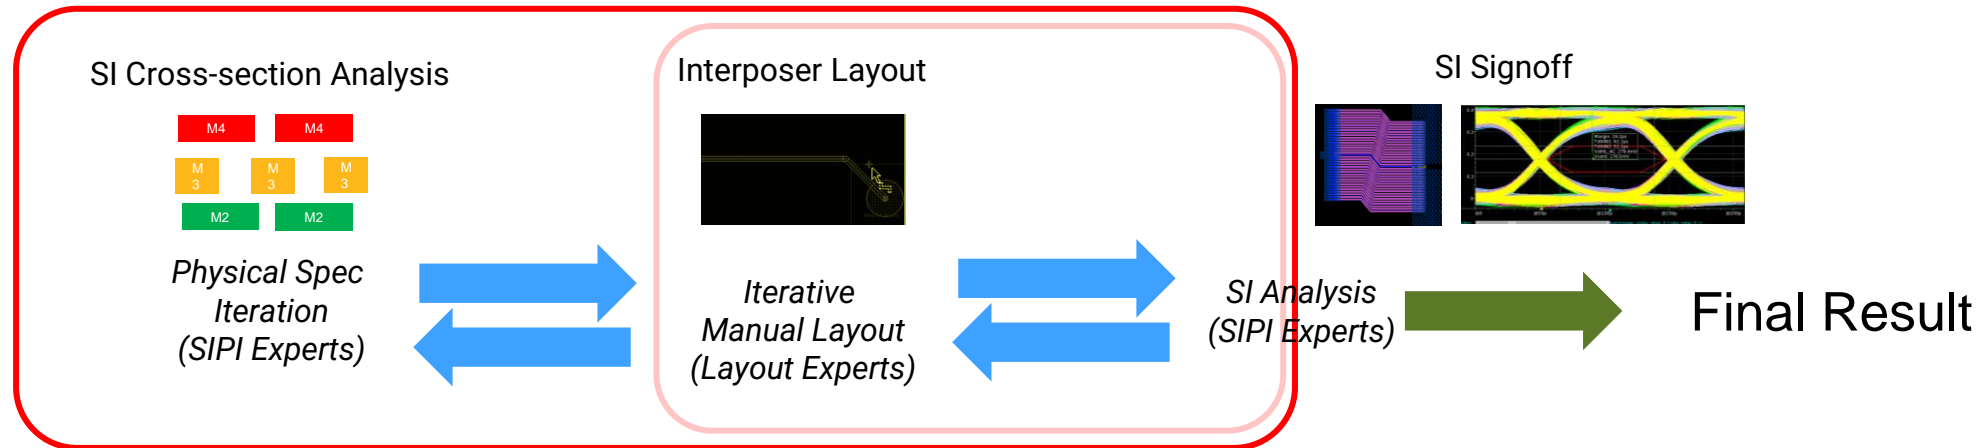 SI Cross-section Analysis
M4 M4
M
3
M
3
M
3
M2 M2
Physical Spec
Iteration
(SIPI Experts)
Interposer Layout
Iterative
Manual Layout
(Layout Experts)
SI Signoff
SI Analysis
(SIPI Experts)
Final Result